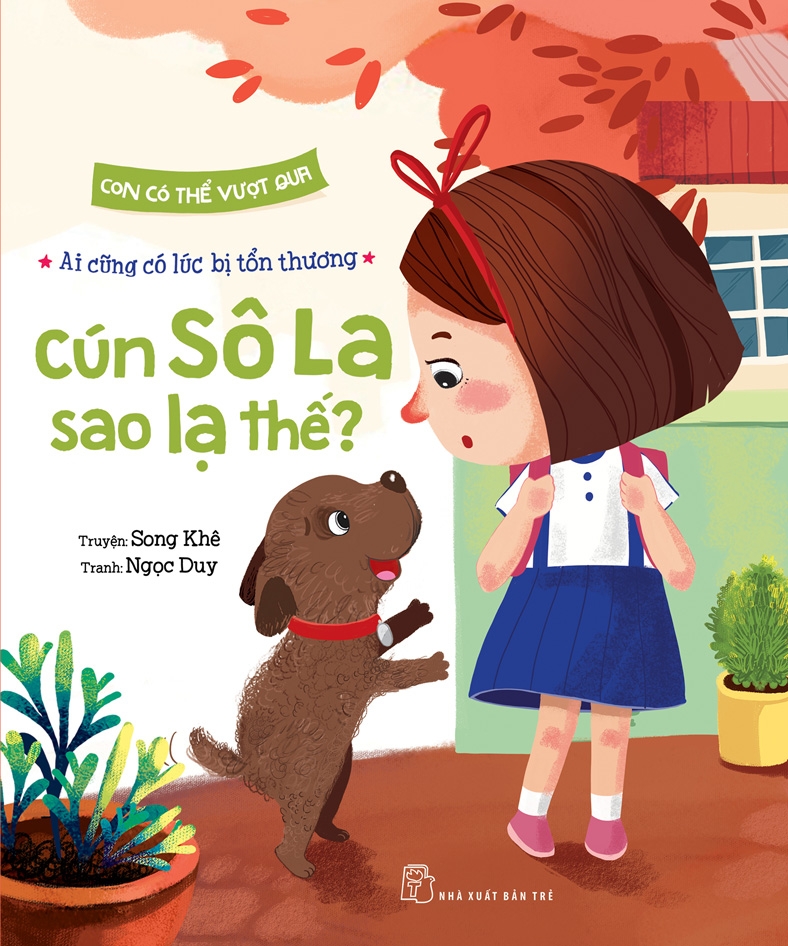 CON CÓ THỂ VƯỢT QUA
Ai cũng có lúc bị tổn thương
Cún Sô La
sao lạ thế?
Truyện: Song Khê
Tranh: Ngọc Duy
NHÀ XUẤT BẢN TRẺ